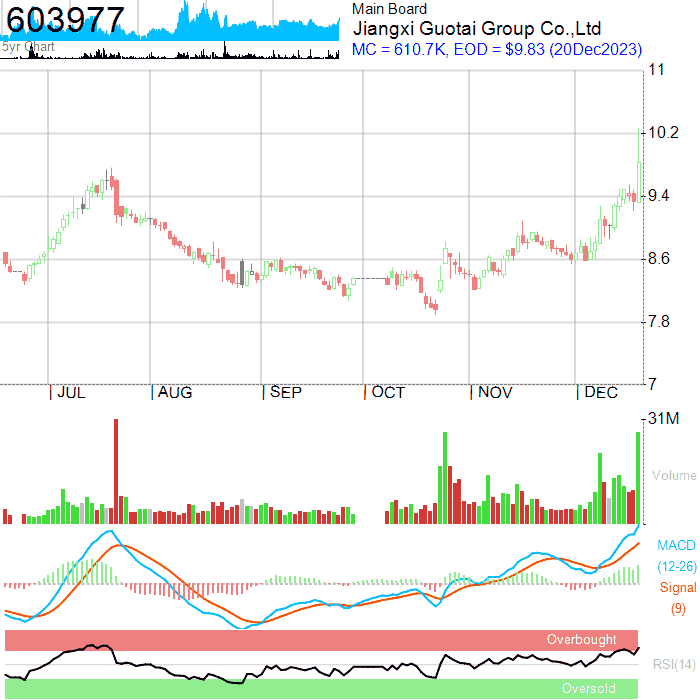 603977
5yr Chart
Main Board
Jiangxi Guotai Group Co.,Ltd
MC = 610.7K, EOD = $9.83 (20Dec2023)
11
10.2
9.4
8.6
7.8
7
JUL AUG SEP OCT NOV DEC
31M
Volume
MACD
(12-26)
Signal
(9)
Overbought
RSI(14)
Oversold